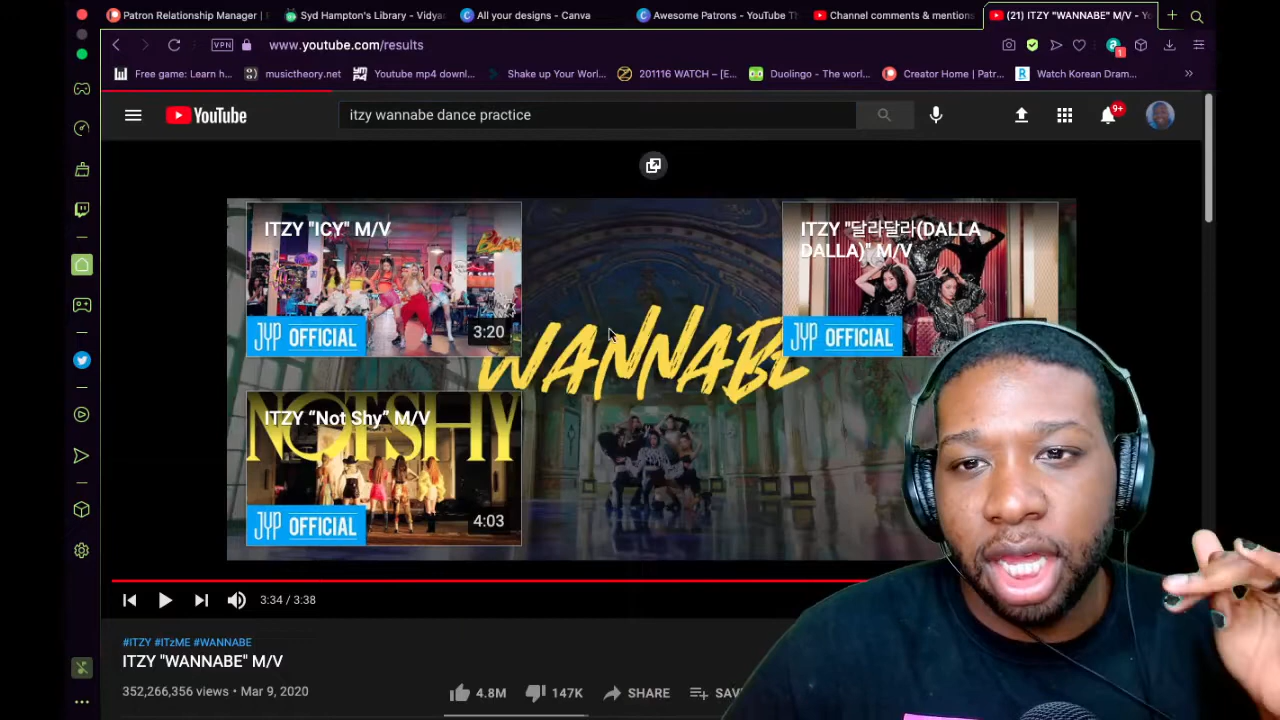 Patron Relationship Manager |
Syd Hampton's Library - Vidya
All your designs - Canva
Awesome Patrons - YouTube T
Channel comments & mentions
(21) ITZY "WANNABE" M/V - Yo
VPN
www.youtube.com/results
1
Free game: Learn h...
musictheory.net
Youtube mp4 downl...
Shake up Your Worl...
201116 WATCH – [E...
Duolingo - The worl...
Creator Home | Patr...
Watch Korean Dram...
YouTube
itzy wannabe dance practice
9+
ITZY "ICY" M/V
JYP OFFICIAL
3:20
ITZY "달라달라(DALLA
DALLA)" M/V
JYP OFFICIAL
WANNABE
ITZY “Not Shy” M/V
NOT SHY
JYP OFFICIAL
4:03
3:34 / 3:38
#ITZY #ITzME #WANNABE
ITZY "WANNABE" M/V
352,266,356 views • Mar 9, 2020
4.8M
147K
SHARE